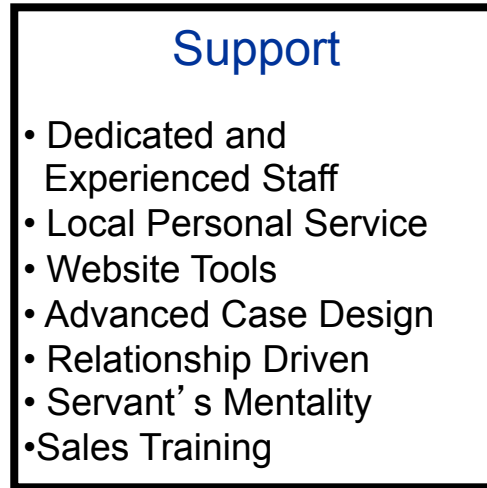 Support
• Dedicated and
Experienced Staff
• Local Personal Service
• Website Tools
• Advanced Case Design
• Relationship Driven
• Servant’ s Mentality
•Sales Training